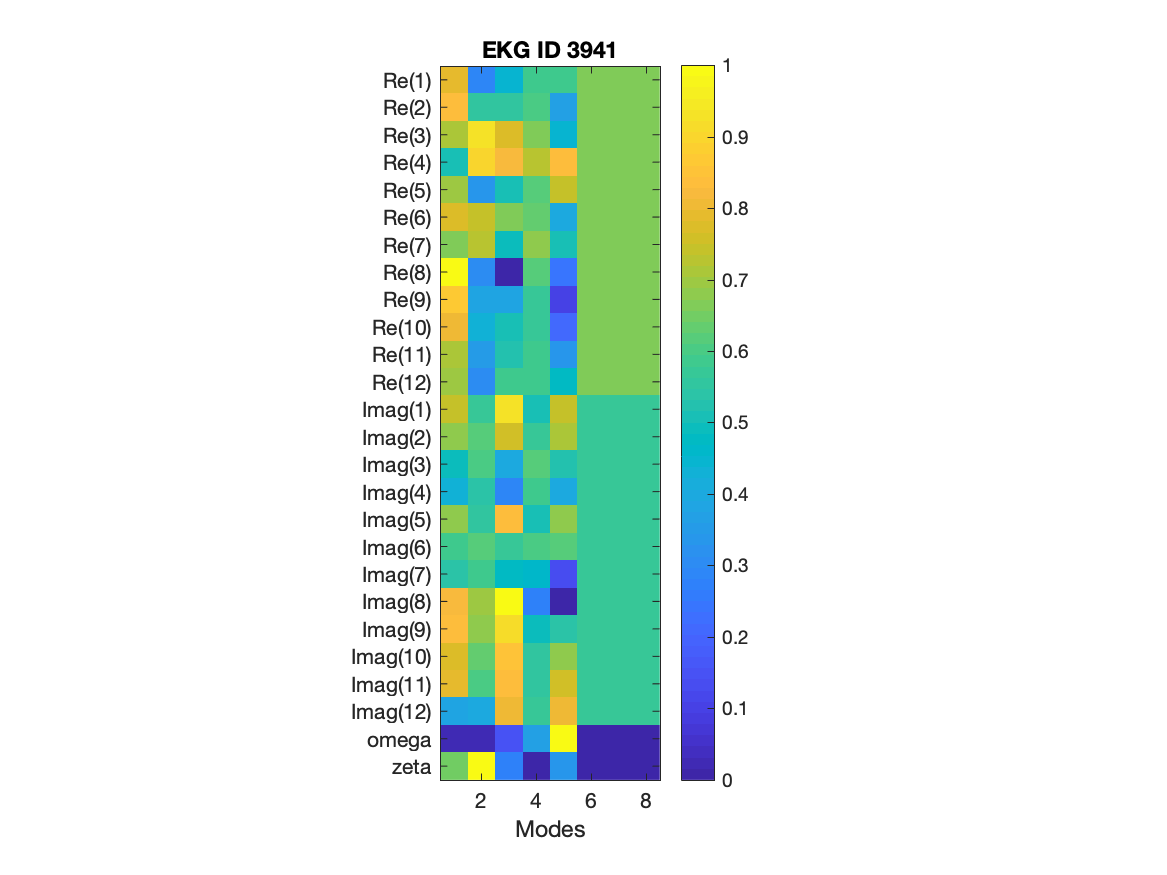 EKG ID 3941
Re(1)
Re(2)
Re(3)
Re(4)
Re(5)
Re(6)
Re(7)
Re(8)
Re(9)
Re(10)
Re(11)
Re(12)
Imag(1)
Imag(2)
Imag(3)
Imag(4)
Imag(5)
Imag(6)
Imag(7)
Imag(8)
Imag(9)
Imag(10)
Imag(11)
Imag(12)
omega
zeta
2 4 6 8
Modes
1
0.9
0.8
0.7
0.6
0.5
0.4
0.3
0.2
0.1
0